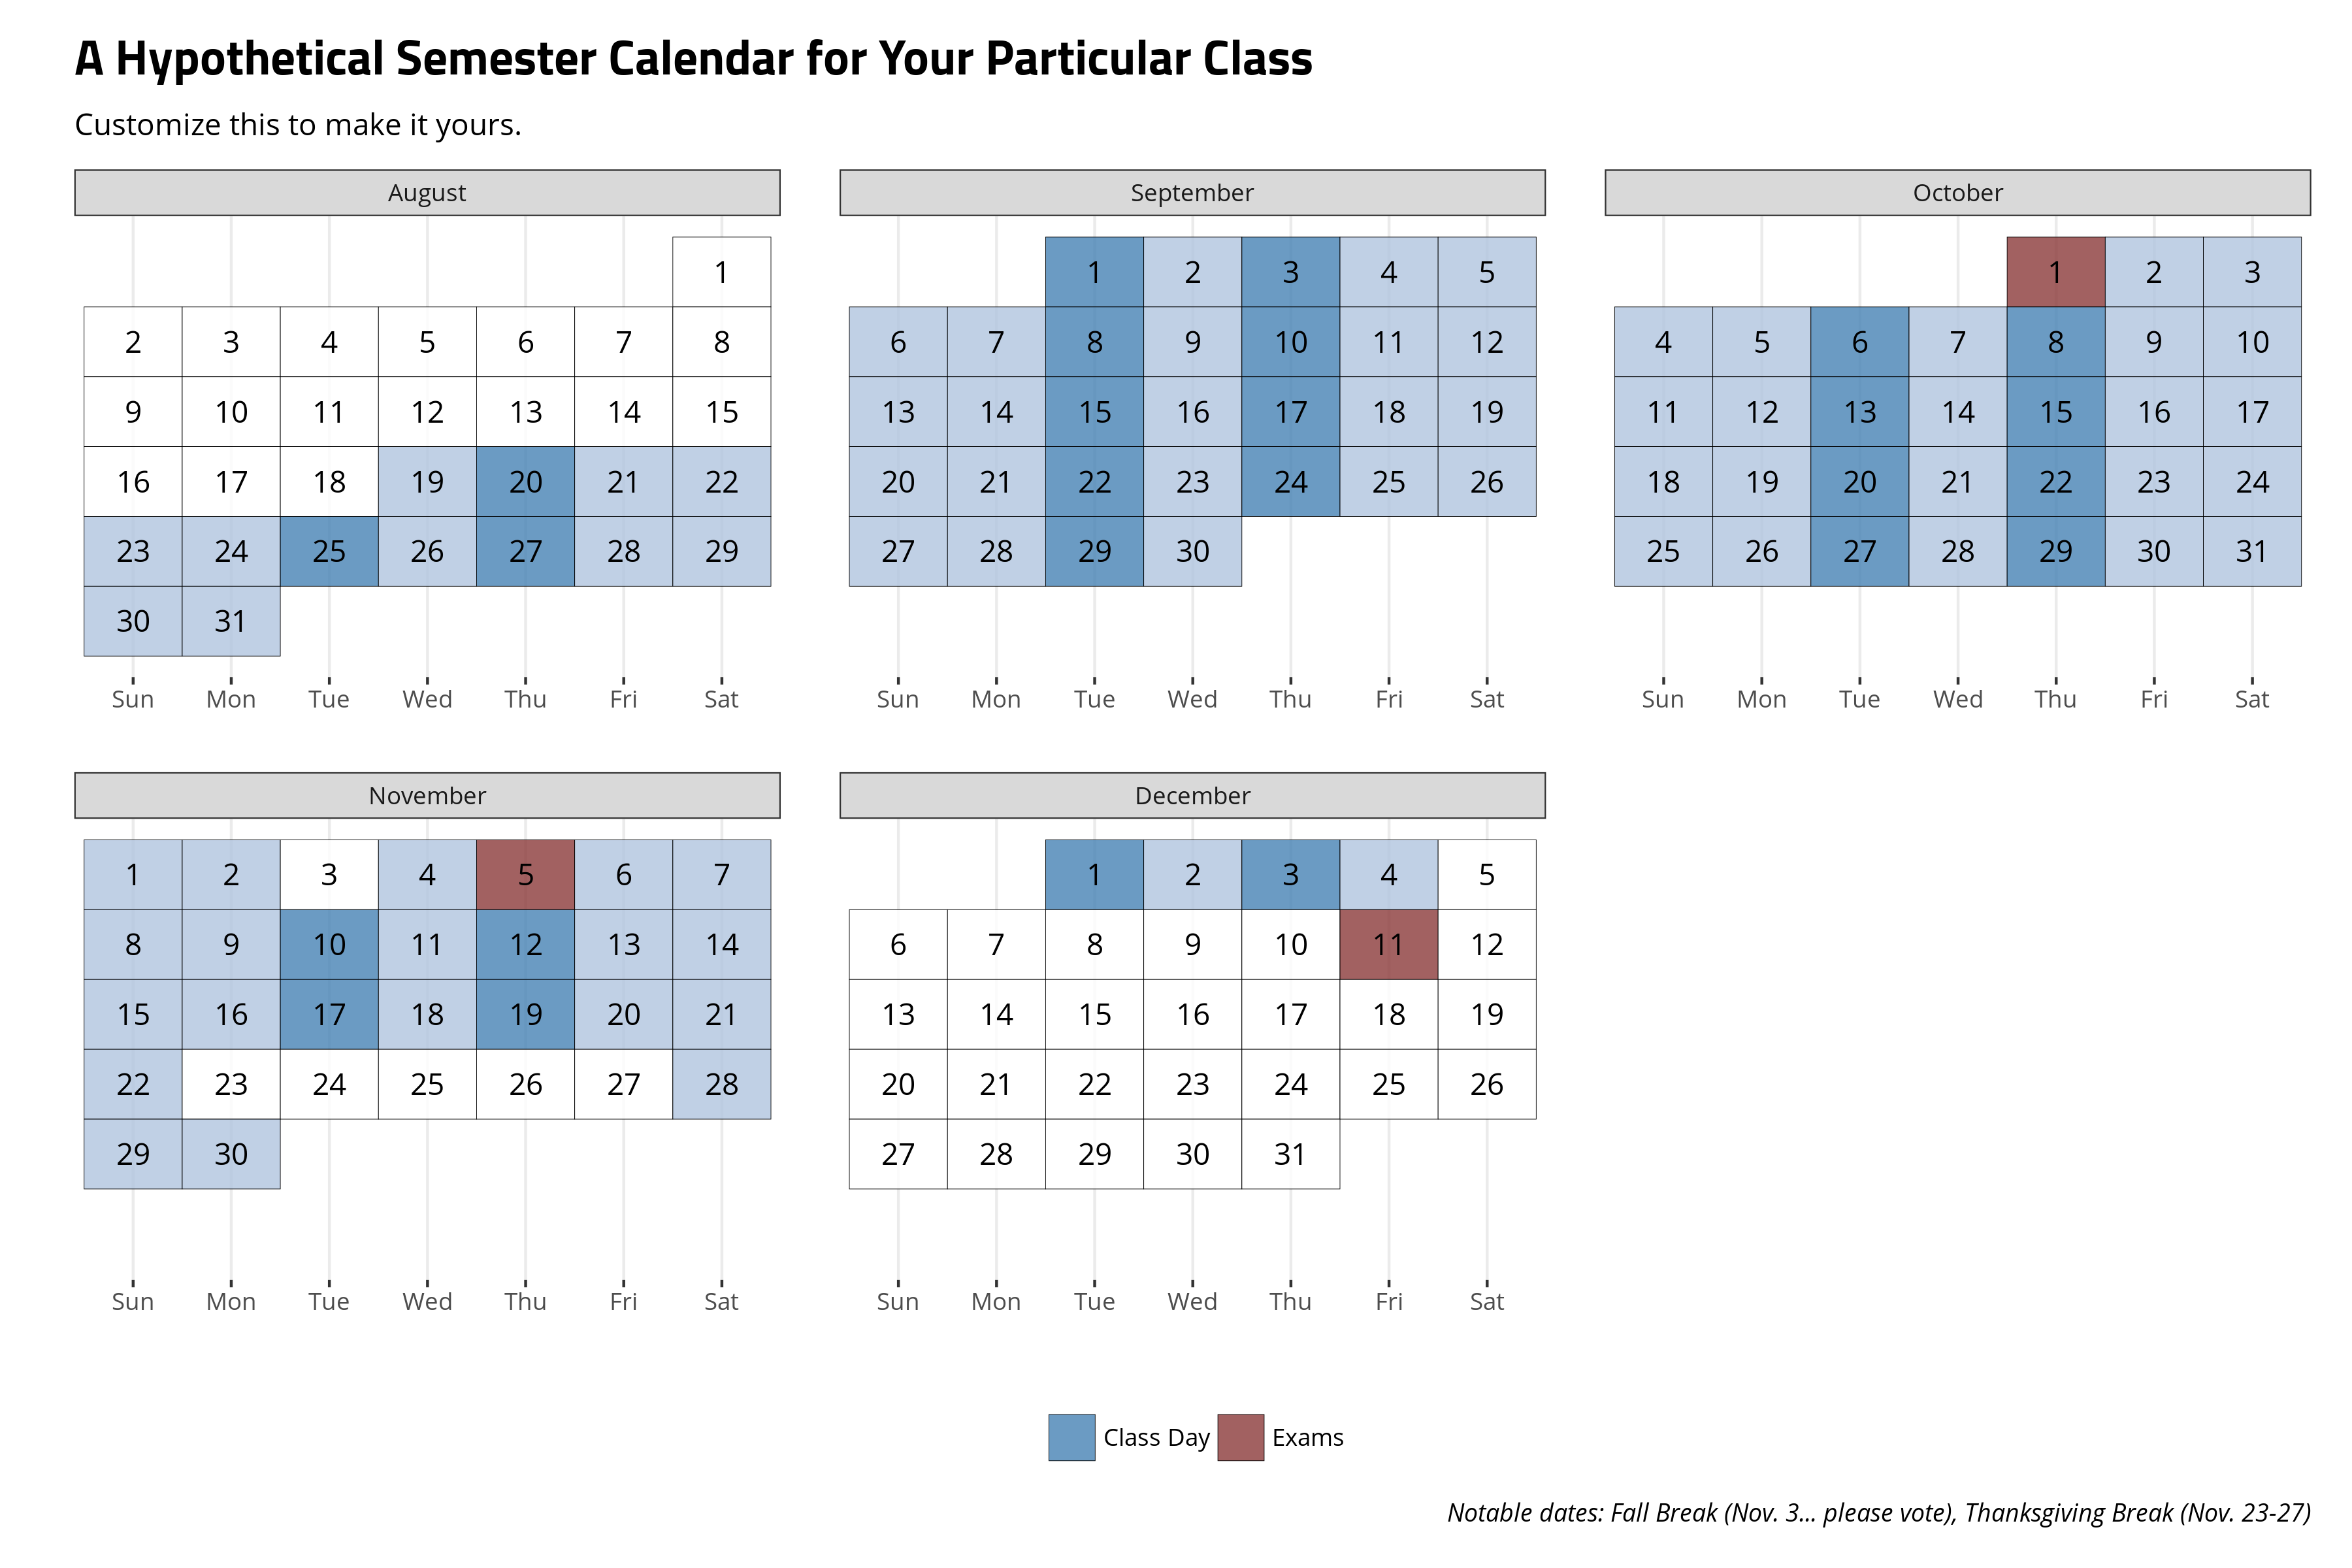 A Hypothetical Semester Calendar for Your Particular Class
Customize this to make it yours.
August
1
2 3 4 5 6 7 8
9 10 11 12 13 14 15
16 17 18 19 20 21 22
23 24 25 26 27 28 29
30 31
Sun Mon Tue Wed Thu Fri Sat
September
1 2 3 4 5
6 7 8 9 10 11 12
13 14 15 16 17 18 19
20 21 22 23 24 25 26
27 28 29 30
Sun Mon Tue Wed Thu Fri Sat
October
1 2 3
4 5 6 7 8 9 10
11 12 13 14 15 16 17
18 19 20 21 22 23 24
25 26 27 28 29 30 31
Sun Mon Tue Wed Thu Fri Sat
November
1 2 3 4 5 6 7
8 9 10 11 12 13 14
15 16 17 18 19 20 21
22 23 24 25 26 27 28
29 30
Sun Mon Tue Wed Thu Fri Sat
December
1 2 3 4 5
6 7 8 9 10 11 12
13 14 15 16 17 18 19
20 21 22 23 24 25 26
27 28 29 30 31
Sun Mon Tue Wed Thu Fri Sat
Class Day Exams
Notable dates: Fall Break (Nov. 3... please vote), Thanksgiving Break (Nov. 23-27)